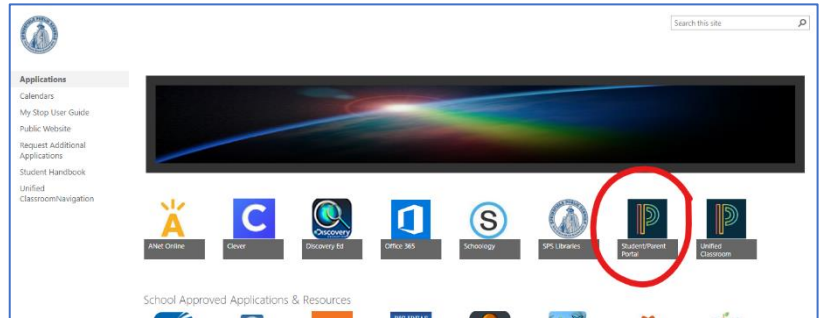 Search this site
Applications
Calendars
My Stop User Guide
Public Website
Request Additional
Applications
Student Handbook
Unified
ClassroomNavigation
ANet Online
Clever
Discovery Ed
Office 365
Schoology
SPS Libraries
Student/Parent
Portal
Unified
Classroom
School Approved Applications & Resources